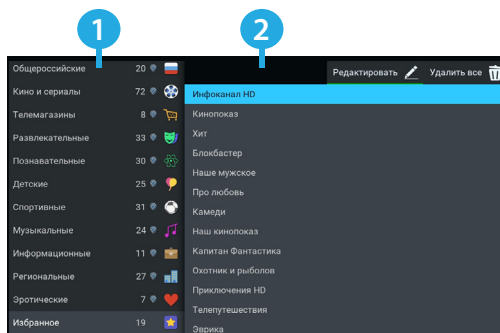 1
2
Редактировать
Удалить все
Общероссийские 20
Кино и сериалы 72
Телемагазины 8
Развлекательные 33
Познавательные 30
Детские 25
Спортивные 31
Музыкальные 24
Информационные 11
Региональные 27
Эротические 7
Избранное 19
Инфоканал HD
Кинопоказ
Хит
Блокбастер
Наше мужское
Про любовь
Камеди
Наш кинопоказ
Капитан Фантастика
Охотник и рыболов
Приключения HD
Телепутешествия
Эврика